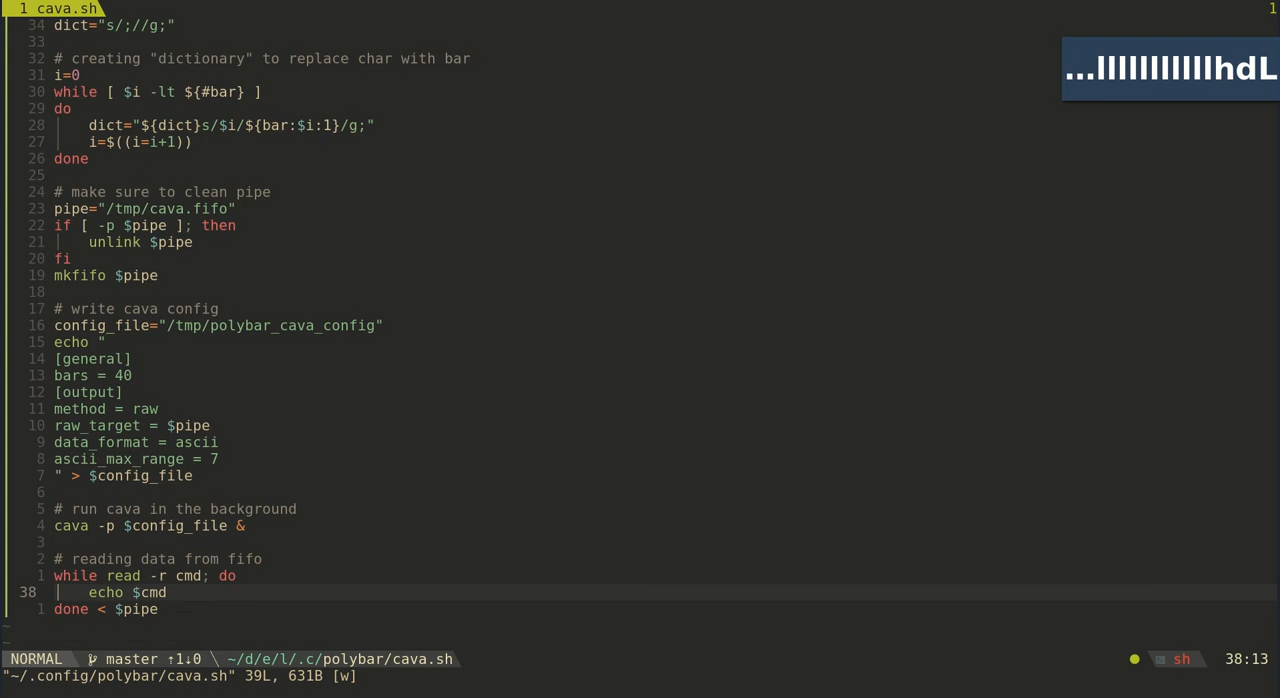 1 cava.sh 1
34 dict="s/;//g;"
33
32 # creating "dictionary" to replace char with bar
31 i=0
30 while [ $i -lt ${#bar} ]
29 do
28 dict="${dict}s/$i/${bar:$i:1}/g;"
27 i=$((i=i+1))
26 done
25
24 # make sure to clean pipe
23 pipe="/tmp/cava.fifo"
22 if [ -p $pipe ]; then
21 unlink $pipe
20 fi
19 mkfifo $pipe
18
17 # write cava config
16 config_file="/tmp/polybar_cava_config"
15 echo "
14 [general]
13 bars = 40
12 [output]
11 method = raw
10 raw_target = $pipe
9 data_format = ascii
8 ascii_max_range = 7
7 " > $config_file
6
5 # run cava in the background
4 cava -p $config_file &
3
2 # reading data from fifo
1 while read -r cmd; do
38 echo $cmd
1 done < $pipe
~
~
NORMAL master ↑1↓0 ~/d/e/l/.c/polybar/cava.sh sh 38:13
"~/.config/polybar/cava.sh" 39L, 631B [w]
...lllllllllllhdL